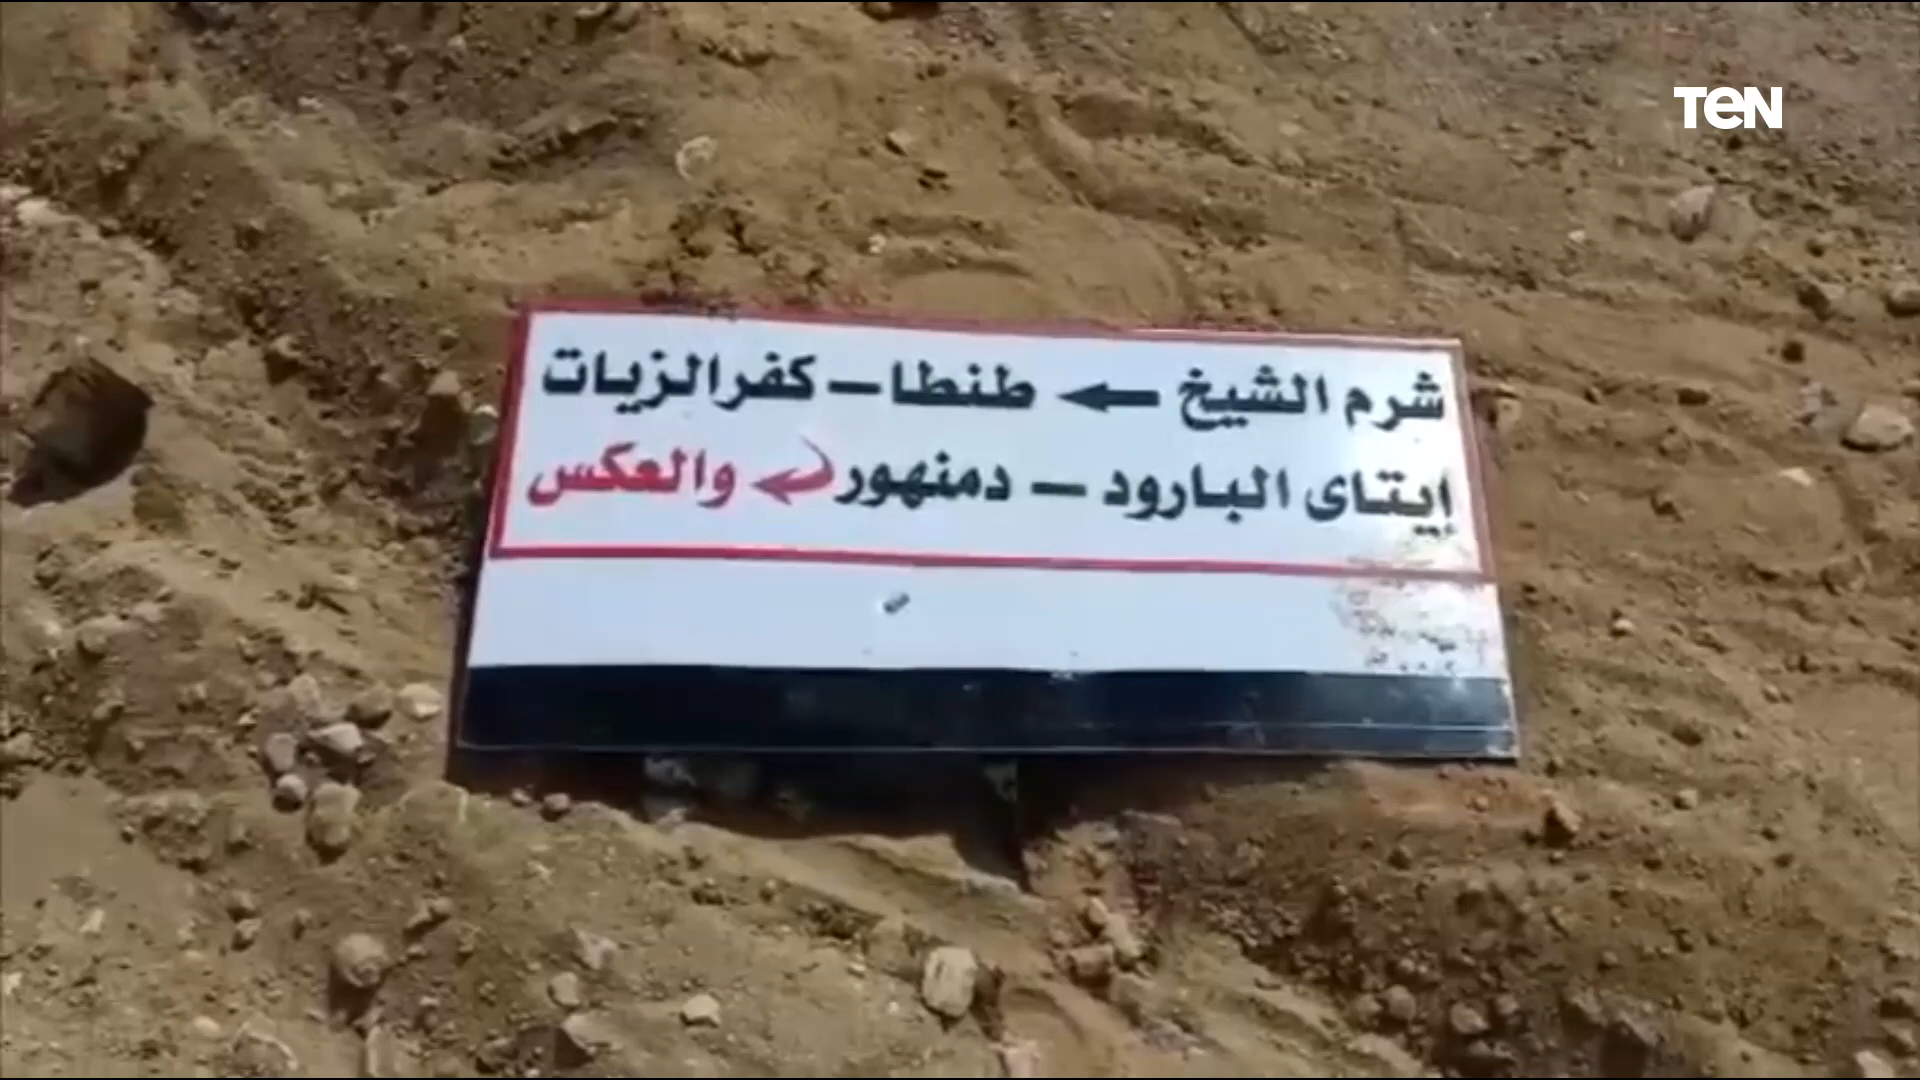 TEN
شرم الشيخ ← طنطا - كفرالزيات
إيتاى البارود - دمنهور والعكس